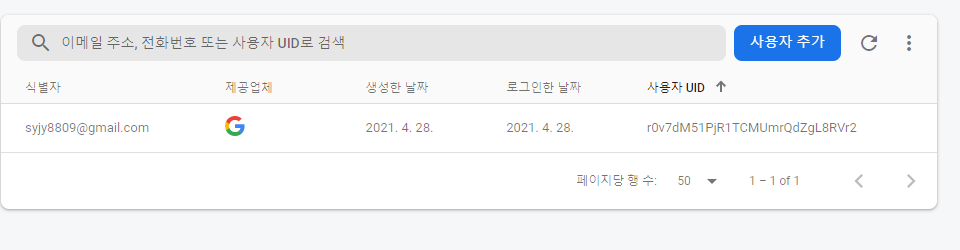 이메일 주소, 전화번호 또는 사용자 UID로 검색
사용자 추가
식별자 제공업체 생성한 날짜 로그인한 날짜 사용자 UID
syjy8809@gmail.com 2021. 4. 28. 2021. 4. 28. r0v7dM51PjR1TCMUmrQdZgL8RVr2
페이지당 행 수: 50 1 – 1 of 1